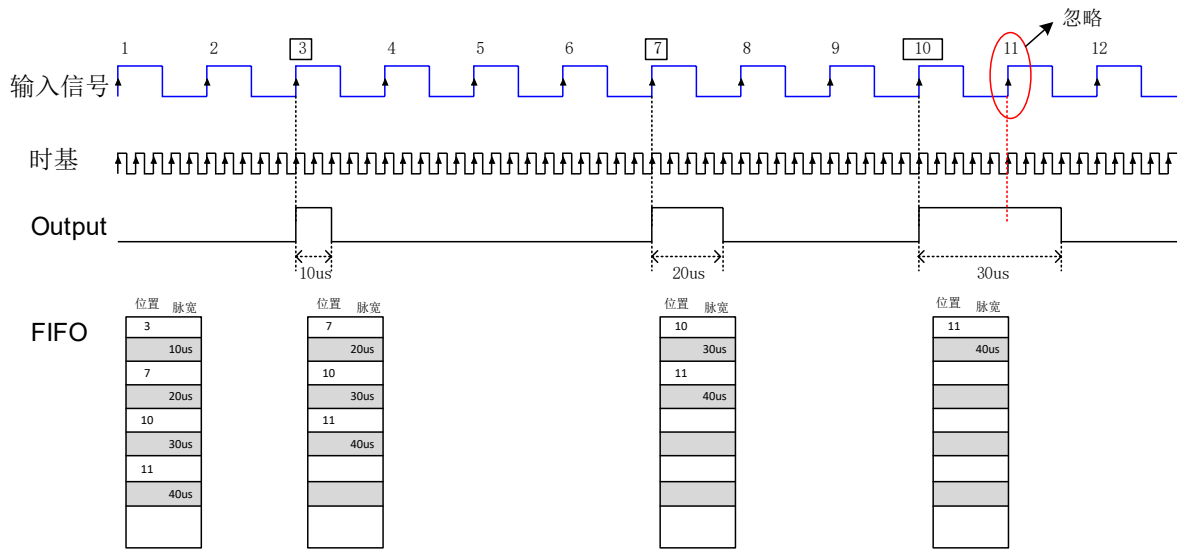 忽略
1 2 3 4 5 6 7 8 9 10 11 12
输入信号
时基
Output
10us 20us 30us
FIFO
位置 脉宽 位置 脉宽 位置 脉宽 位置 脉宽
3 7 10 11
10us 20us 30us 40us
7 10 11
20us 30us 40us
10 11
30us 40us
11
40us